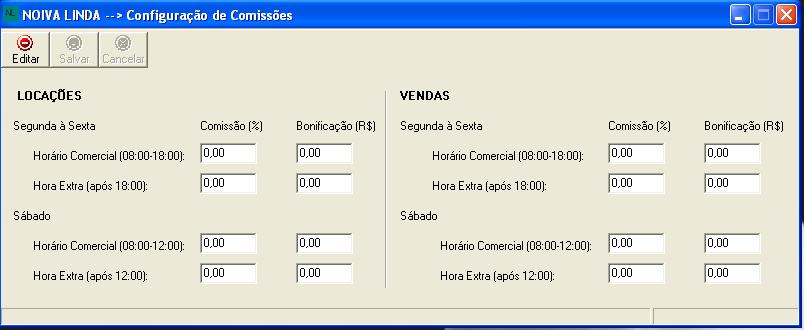 NL NOIVA LINDA --> Configuração de Comissões
Editar Salvar Cancelar
LOCAÇÕES
Segunda à Sexta Comissão (%) Bonificação (R$)
Horário Comercial (08:00-18:00): 0,00 0,00
Hora Extra (após 18:00): 0,00 0,00
Sábado
Horário Comercial (08:00-12:00): 0,00 0,00
Hora Extra (após 12:00): 0,00 0,00
VENDAS
Segunda à Sexta Comissão (%) Bonificação (R$)
Horário Comercial (08:00-18:00): 0,00 0,00
Hora Extra (após 18:00): 0,00 0,00
Sábado
Horário Comercial (08:00-12:00): 0,00 0,00
Hora Extra (após 12:00): 0,00 0,00